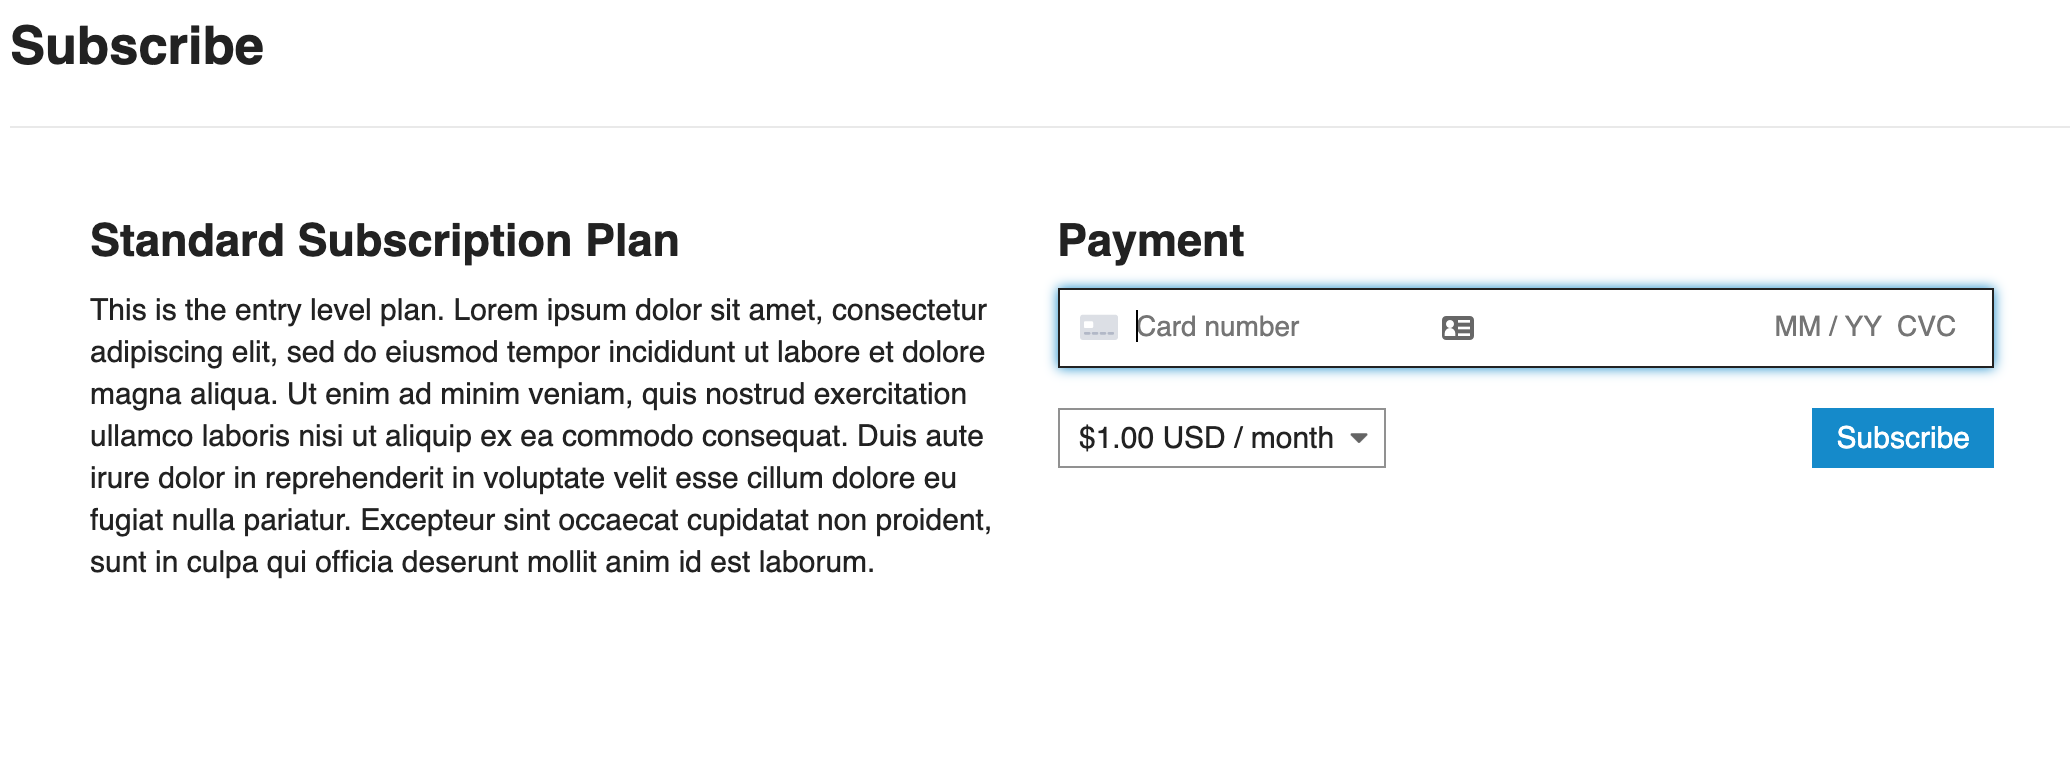 Subscribe
Standard Subscription Plan
This is the entry level plan. Lorem ipsum dolor sit amet, consectetur
adipiscing elit, sed do eiusmod tempor incididunt ut labore et dolore
magna aliqua. Ut enim ad minim veniam, quis nostrud exercitation
ullamco laboris nisi ut aliquip ex ea commodo consequat. Duis aute
irure dolor in reprehenderit in voluptate velit esse cillum dolore eu
fugiat nulla pariatur. Excepteur sint occaecat cupidatat non proident,
sunt in culpa qui officia deserunt mollit anim id est laborum.
Payment
Card number MM / YY CVC
$1.00 USD / month Subscribe